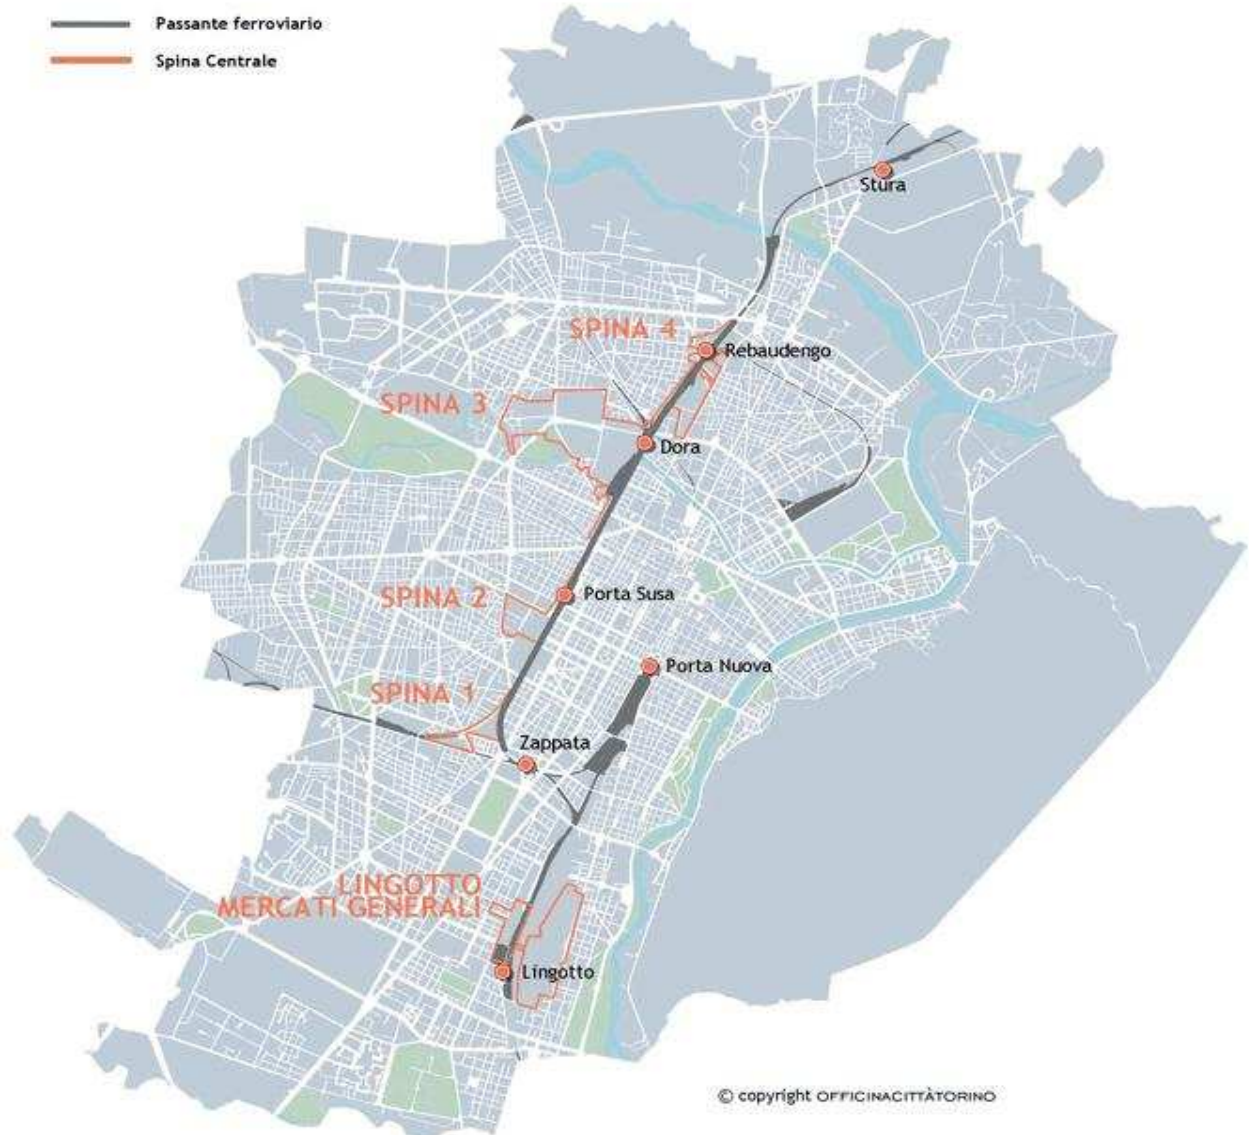 Passante ferroviario
Spina Centrale
Stura
SPINA 4
Rebaudengo
SPINA 3
Dora
SPINA 2
Porta Susa
Porta Nuova
SPINA 1
Zappata
LINGOTTO
MERCATI GENERALI
Lingotto
© copyright OFFICINACITTÀTORINO